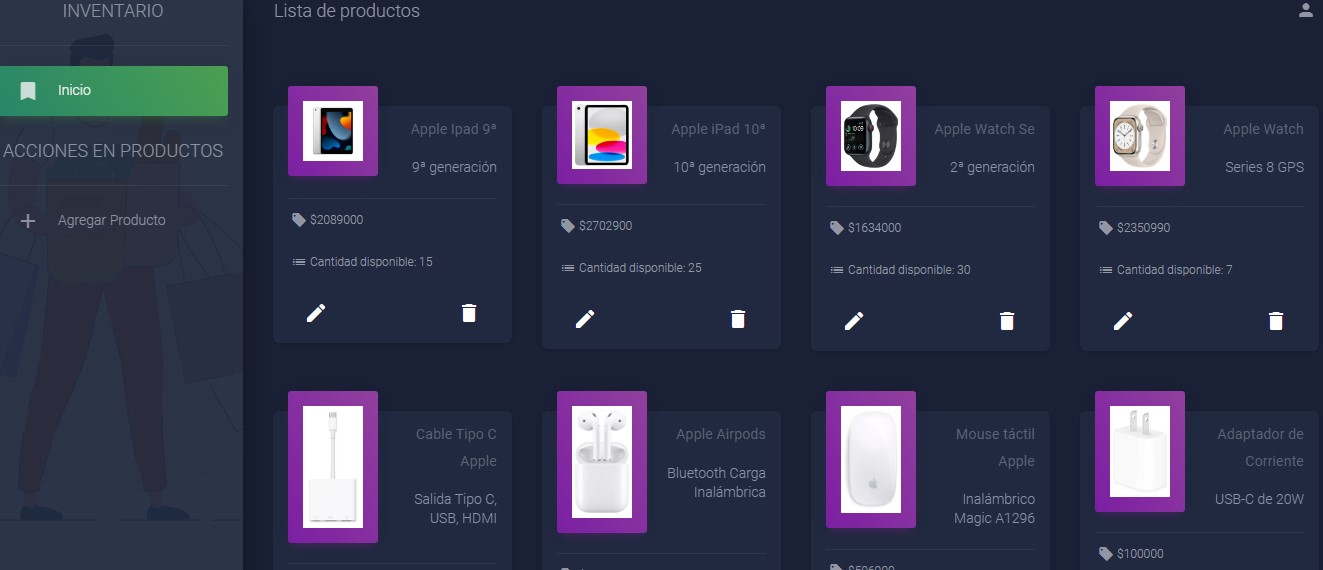 INVENTARIO
Inicio
ACCIONES EN PRODUCTOS
Agregar Producto
Lista de productos
Apple Ipad 9ª
9ª generación
$2089000
Cantidad disponible: 15
Apple iPad 10ª
10ª generación
$2702900
Cantidad disponible: 25
Apple Watch Se
2ª generación
$1634000
Cantidad disponible: 30
Apple Watch
Series 8 GPS
$2350990
Cantidad disponible: 7
Cable Tipo C
Apple
Salida Tipo C,
USB, HDMI
Apple Airpods
Bluetooth Carga
Inalámbrica
Mouse táctil
Apple
Inalámbrico
Magic A1296
Adaptador de
Corriente
USB-C de 20W
$100000